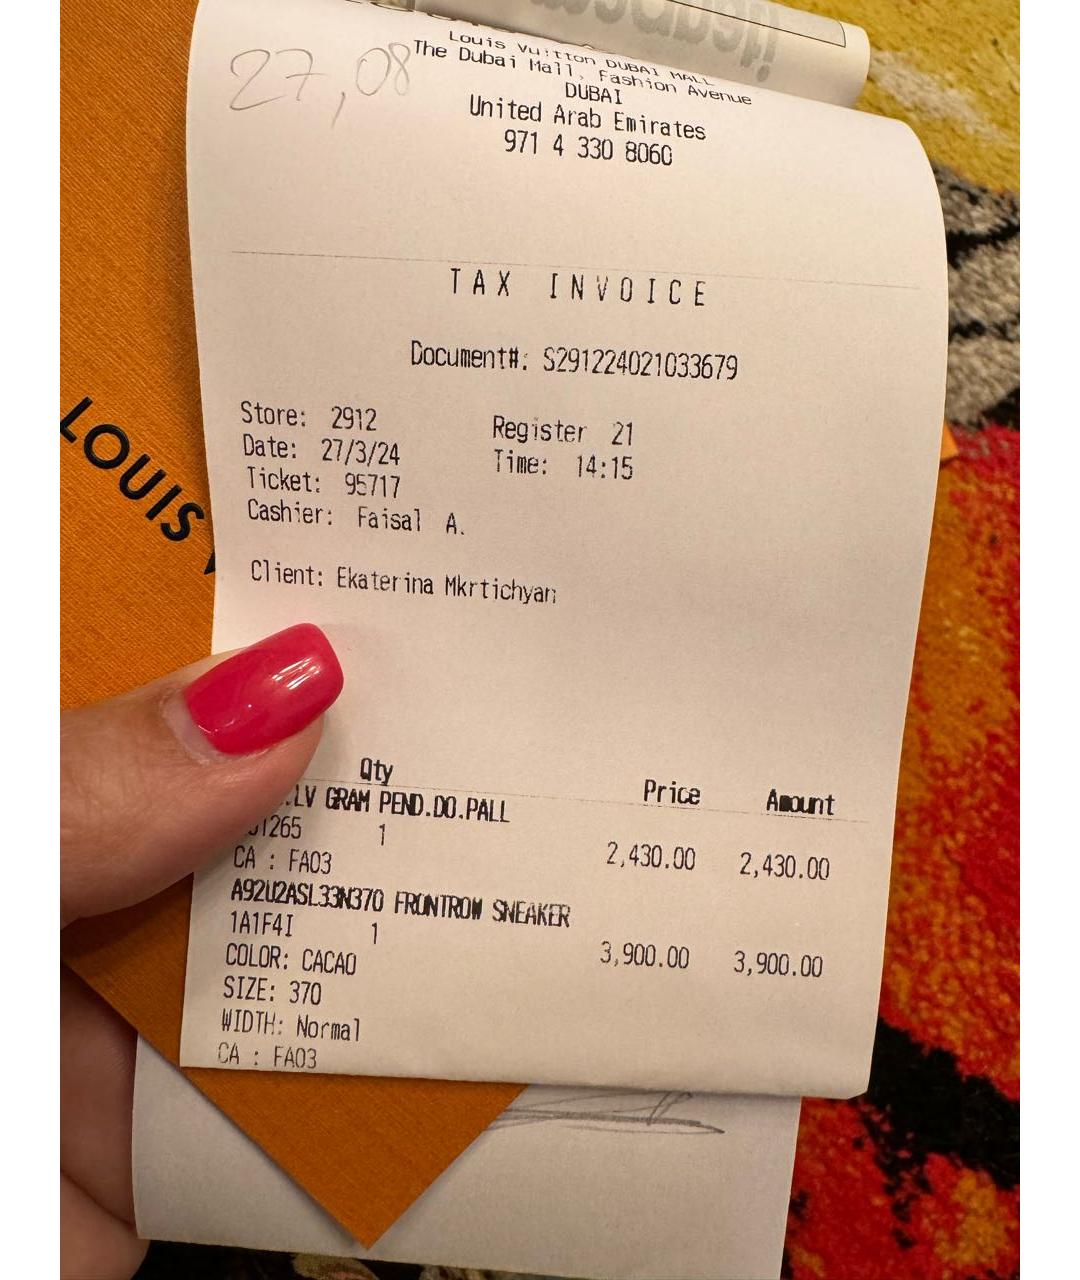 27,08
Louis Vuitton DUBAI MALL
The Dubai Mall, Fashion Avenue
DUBAI
United Arab Emirates
971 4 330 8060
TAX INVOICE
Document#: S291224021033679
Store: 2912 Register 21
Date: 27/3/24 Time: 14:15
Ticket: 95717
Cashier: Faisal A.
Client: Ekaterina Mkrtichyan
Qty Price Amount
.LV GRAM PEND.DO.PALL
1265 1 2,430.00 2,430.00
CA : FA03
A92U2ASL33N370 FRONTROW SNEAKER
1A1F4I 1 3,900.00 3,900.00
COLOR: CACAO
SIZE: 370
WIDTH: Normal
CA : FA03
LOUIS